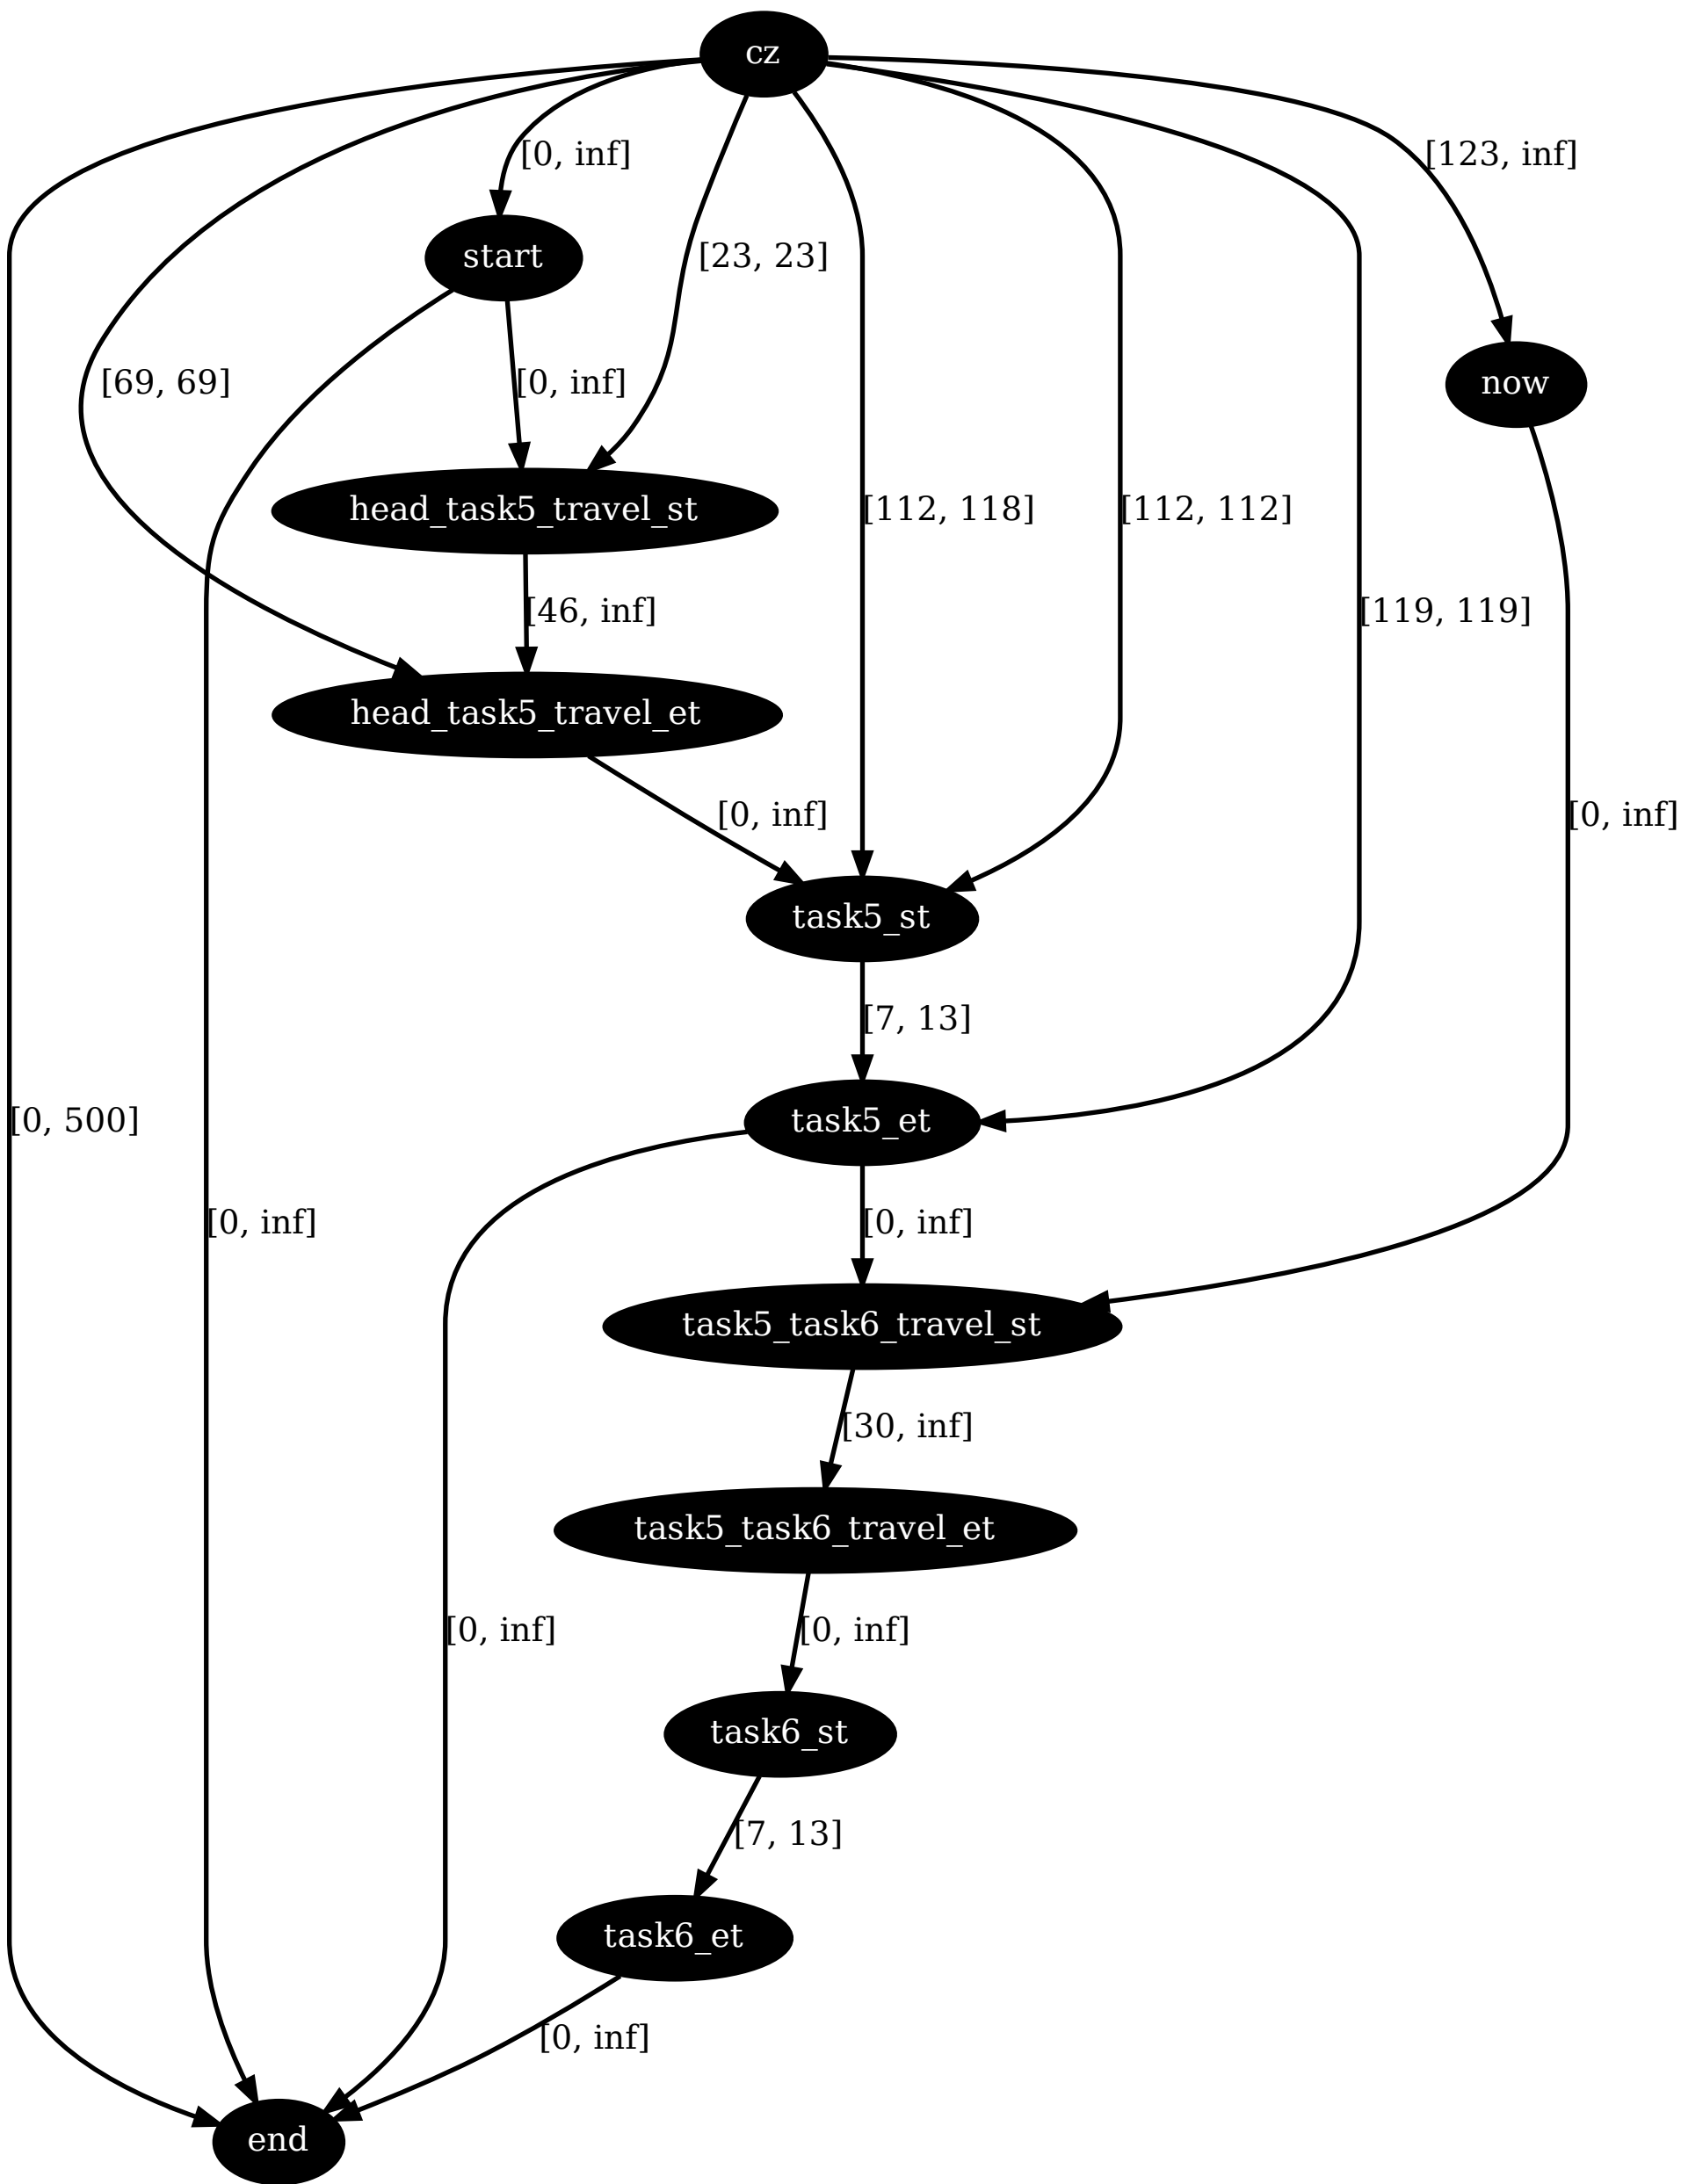 cz
[0, inf]
[123, inf]
start
[23, 23]
[69, 69]
[0, inf]
now
head_task5_travel_st
[112, 118]
[112, 112]
[46, inf]
[119, 119]
head_task5_travel_et
[0, inf]
[0, inf]
task5_st
[7, 13]
[0, 500]
task5_et
[0, inf]
[0, inf]
task5_task6_travel_st
[30, inf]
task5_task6_travel_et
[0, inf]
[0, inf]
task6_st
[7, 13]
task6_et
[0, inf]
end